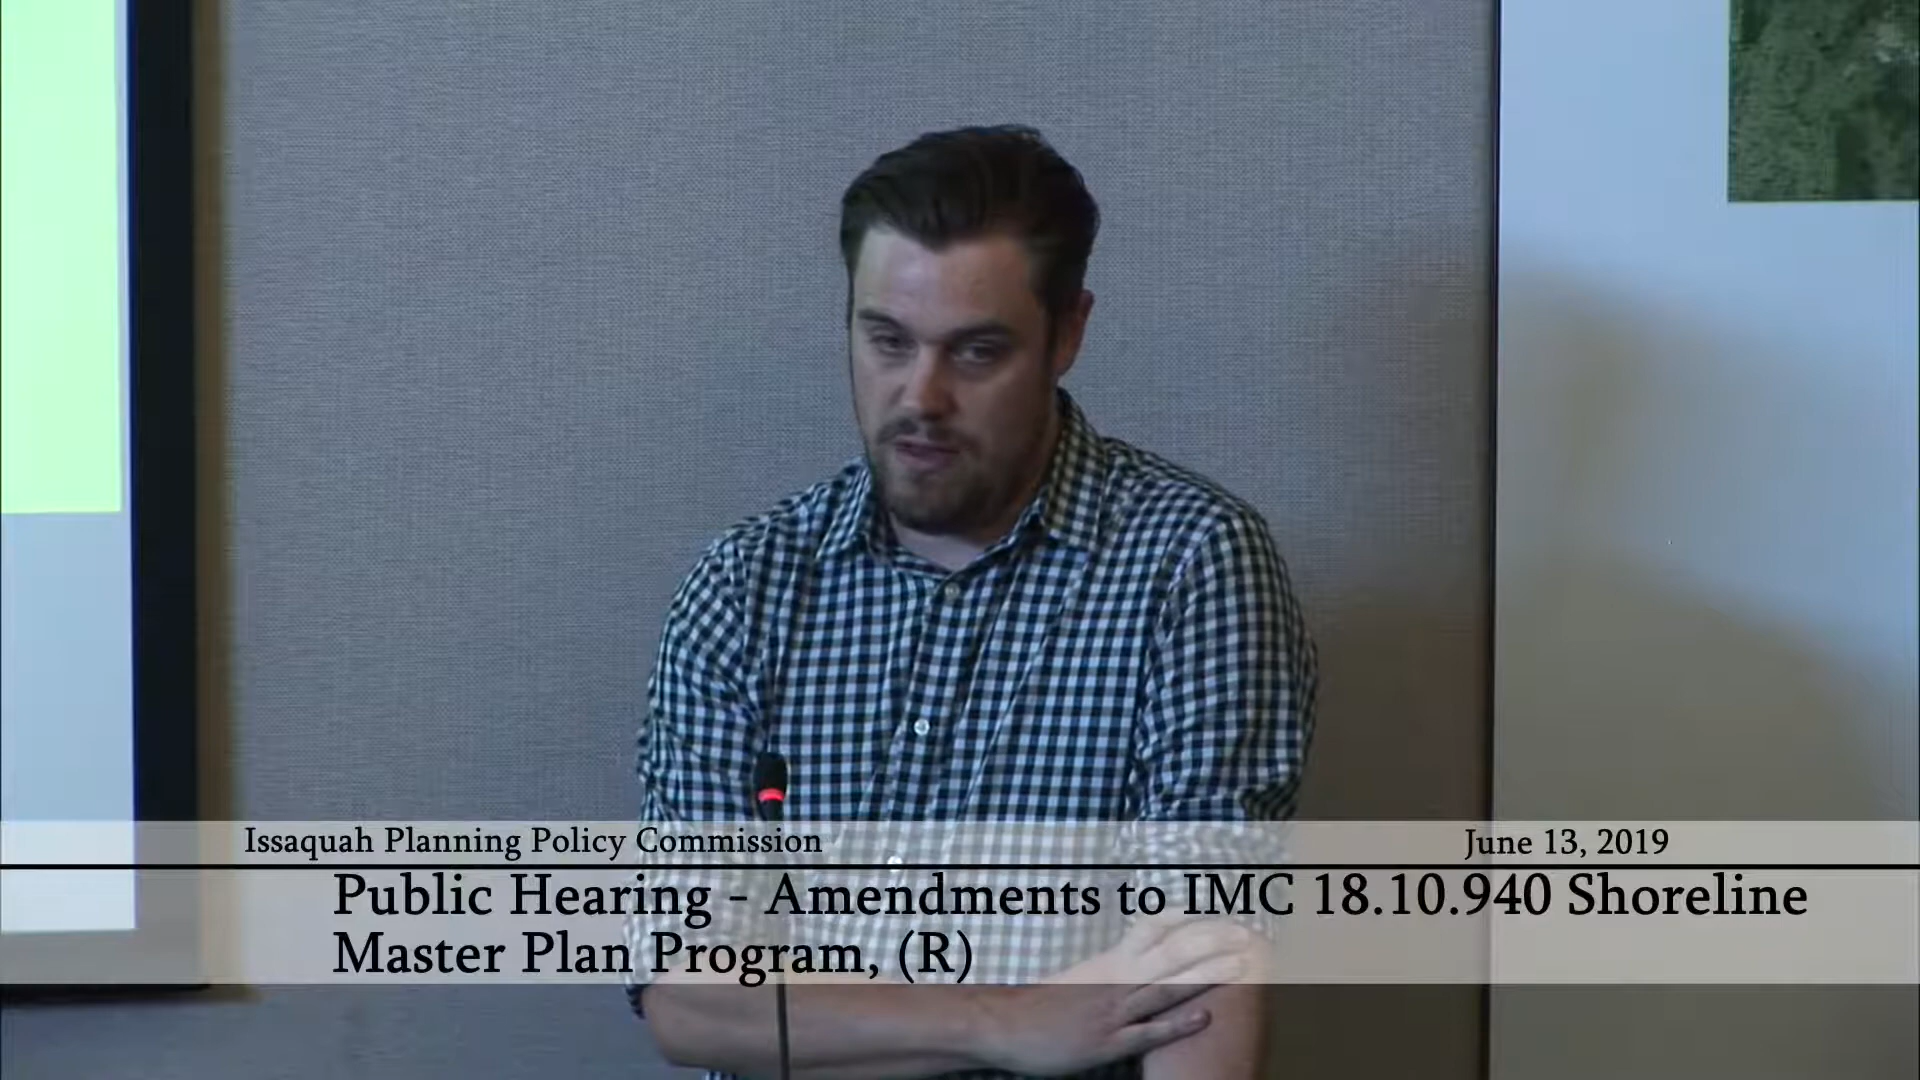 Issaquah Planning Policy Commission
June 13, 2019
Public Hearing - Amendments to IMC 18.10.940 Shoreline
Master Plan Program, (R)